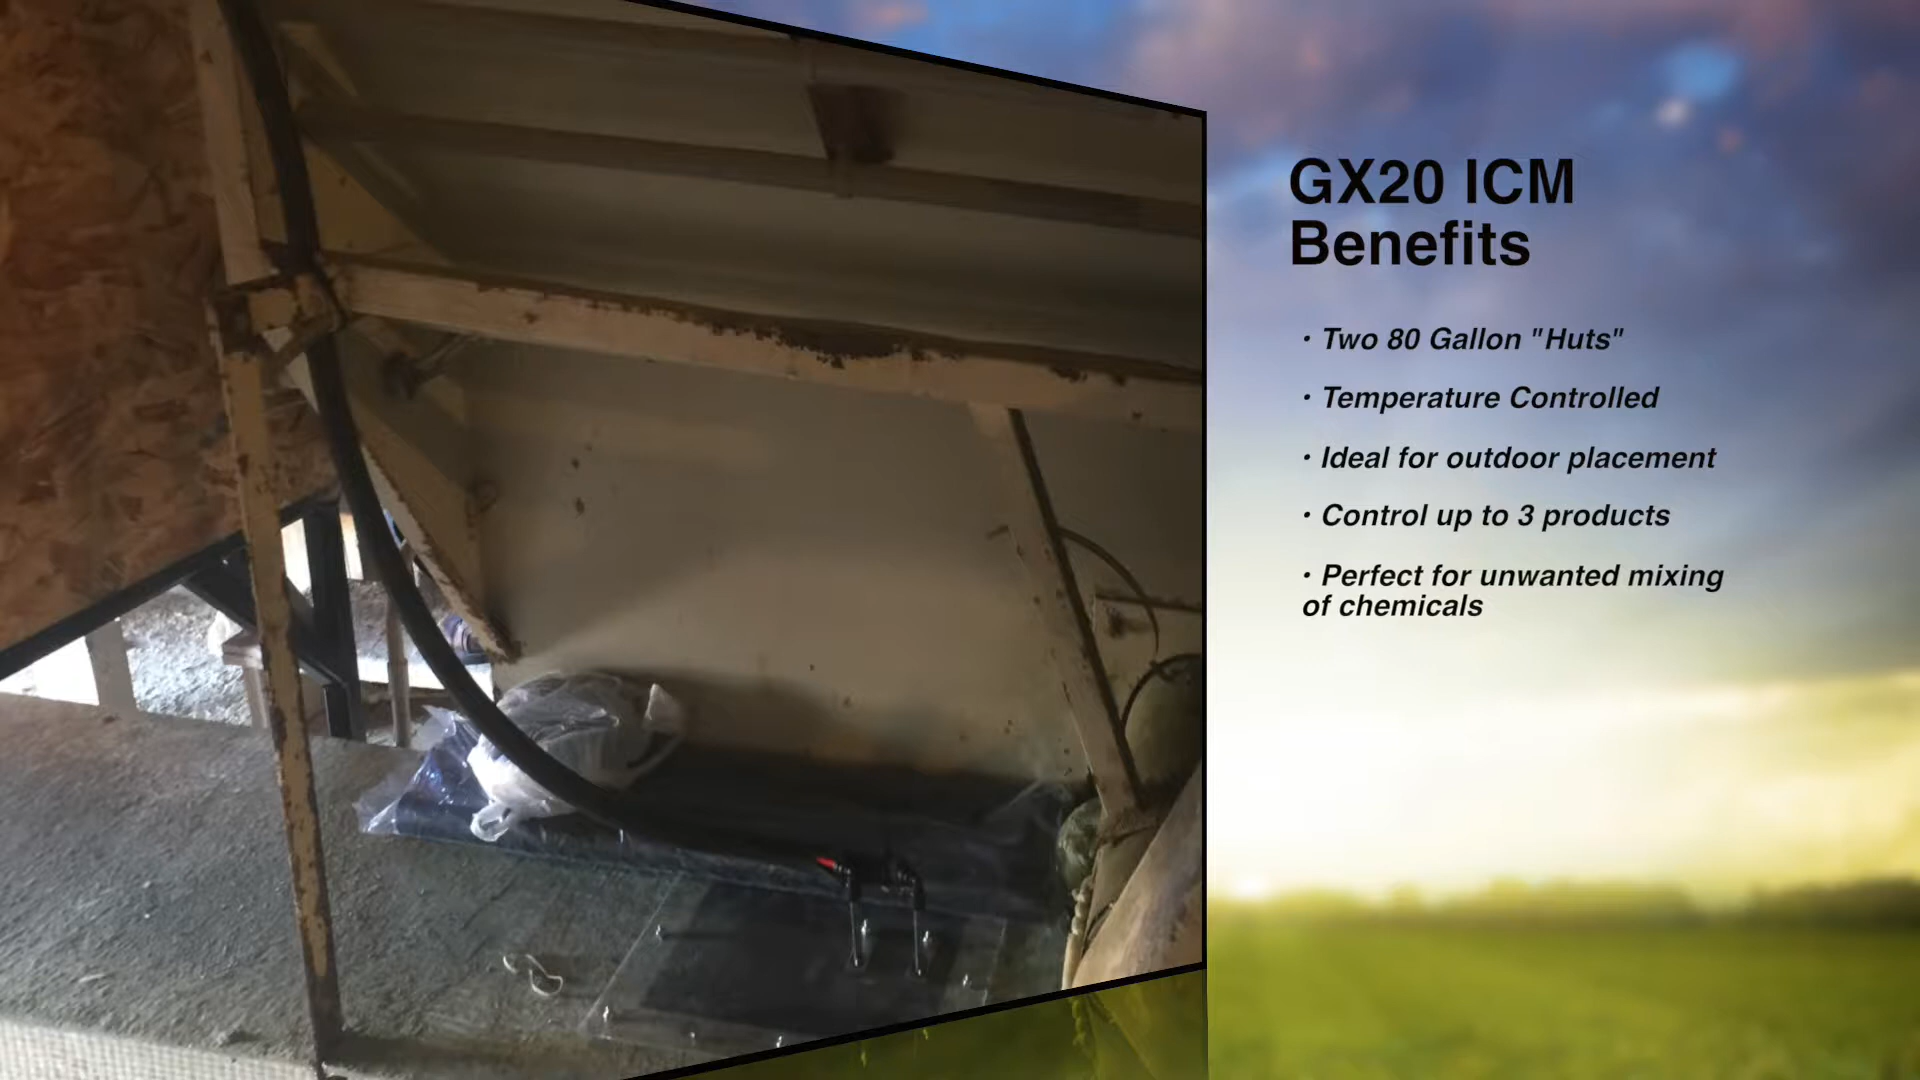 GX20 ICM
Benefits
· Two 80 Gallon "Huts"
· Temperature Controlled
· Ideal for outdoor placement
· Control up to 3 products
· Perfect for unwanted mixing
of chemicals